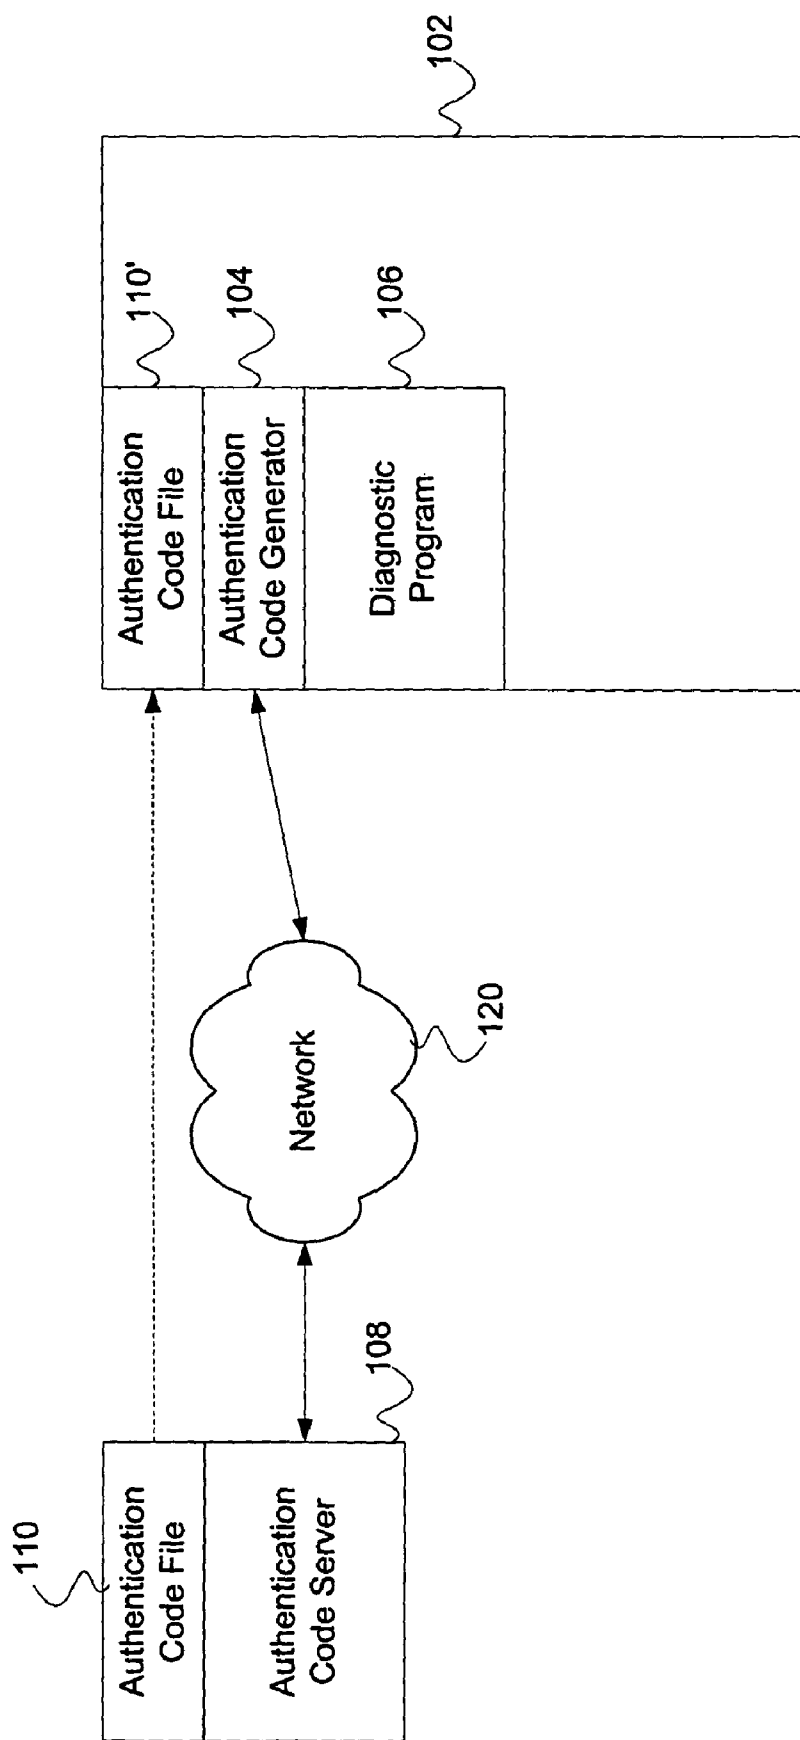 110
Authentication
Code File
Authentication
Code Server
108
Network
120
Authentication
Code File
110'
Authentication
Code Generator
104
Diagnostic
Program
106
102